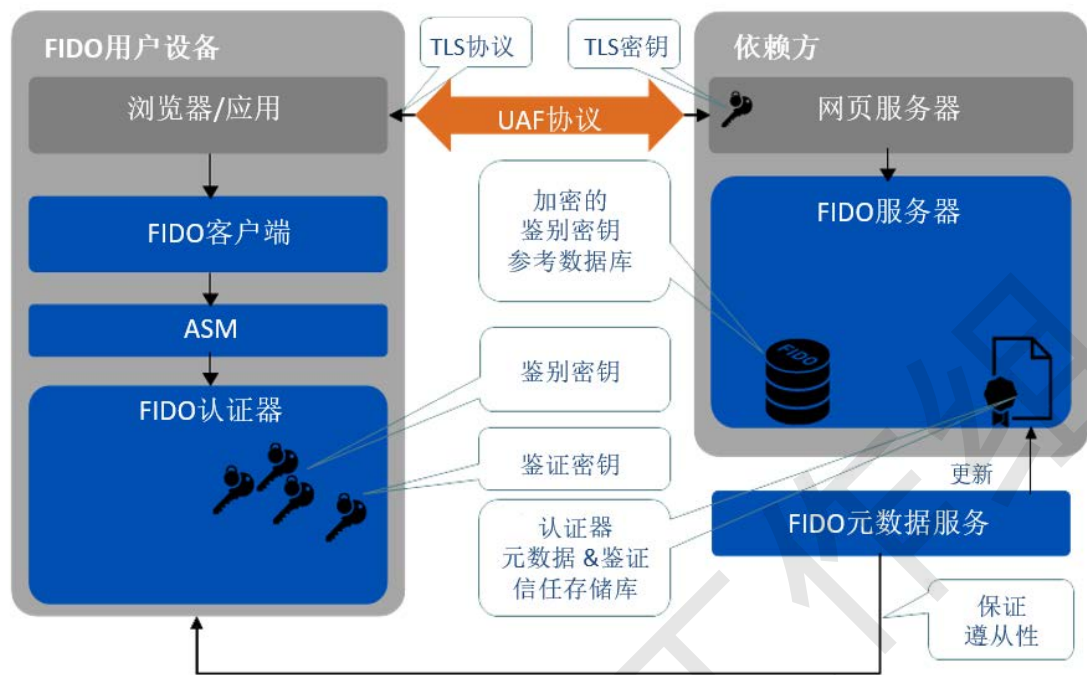 FIDO用户设备
TLS协议
TLS密钥
依赖方
浏览器/应用
UAF协议
网页服务器
FIDO客户端
加密的
鉴别密钥
参考数据库
FIDO服务器
ASM
FIDO
鉴别密钥
FIDO认证器
鉴证密钥
更新
认证器
元数据 &鉴证
信任存储库
FIDO元数据服务
保证
遵从性
工作组